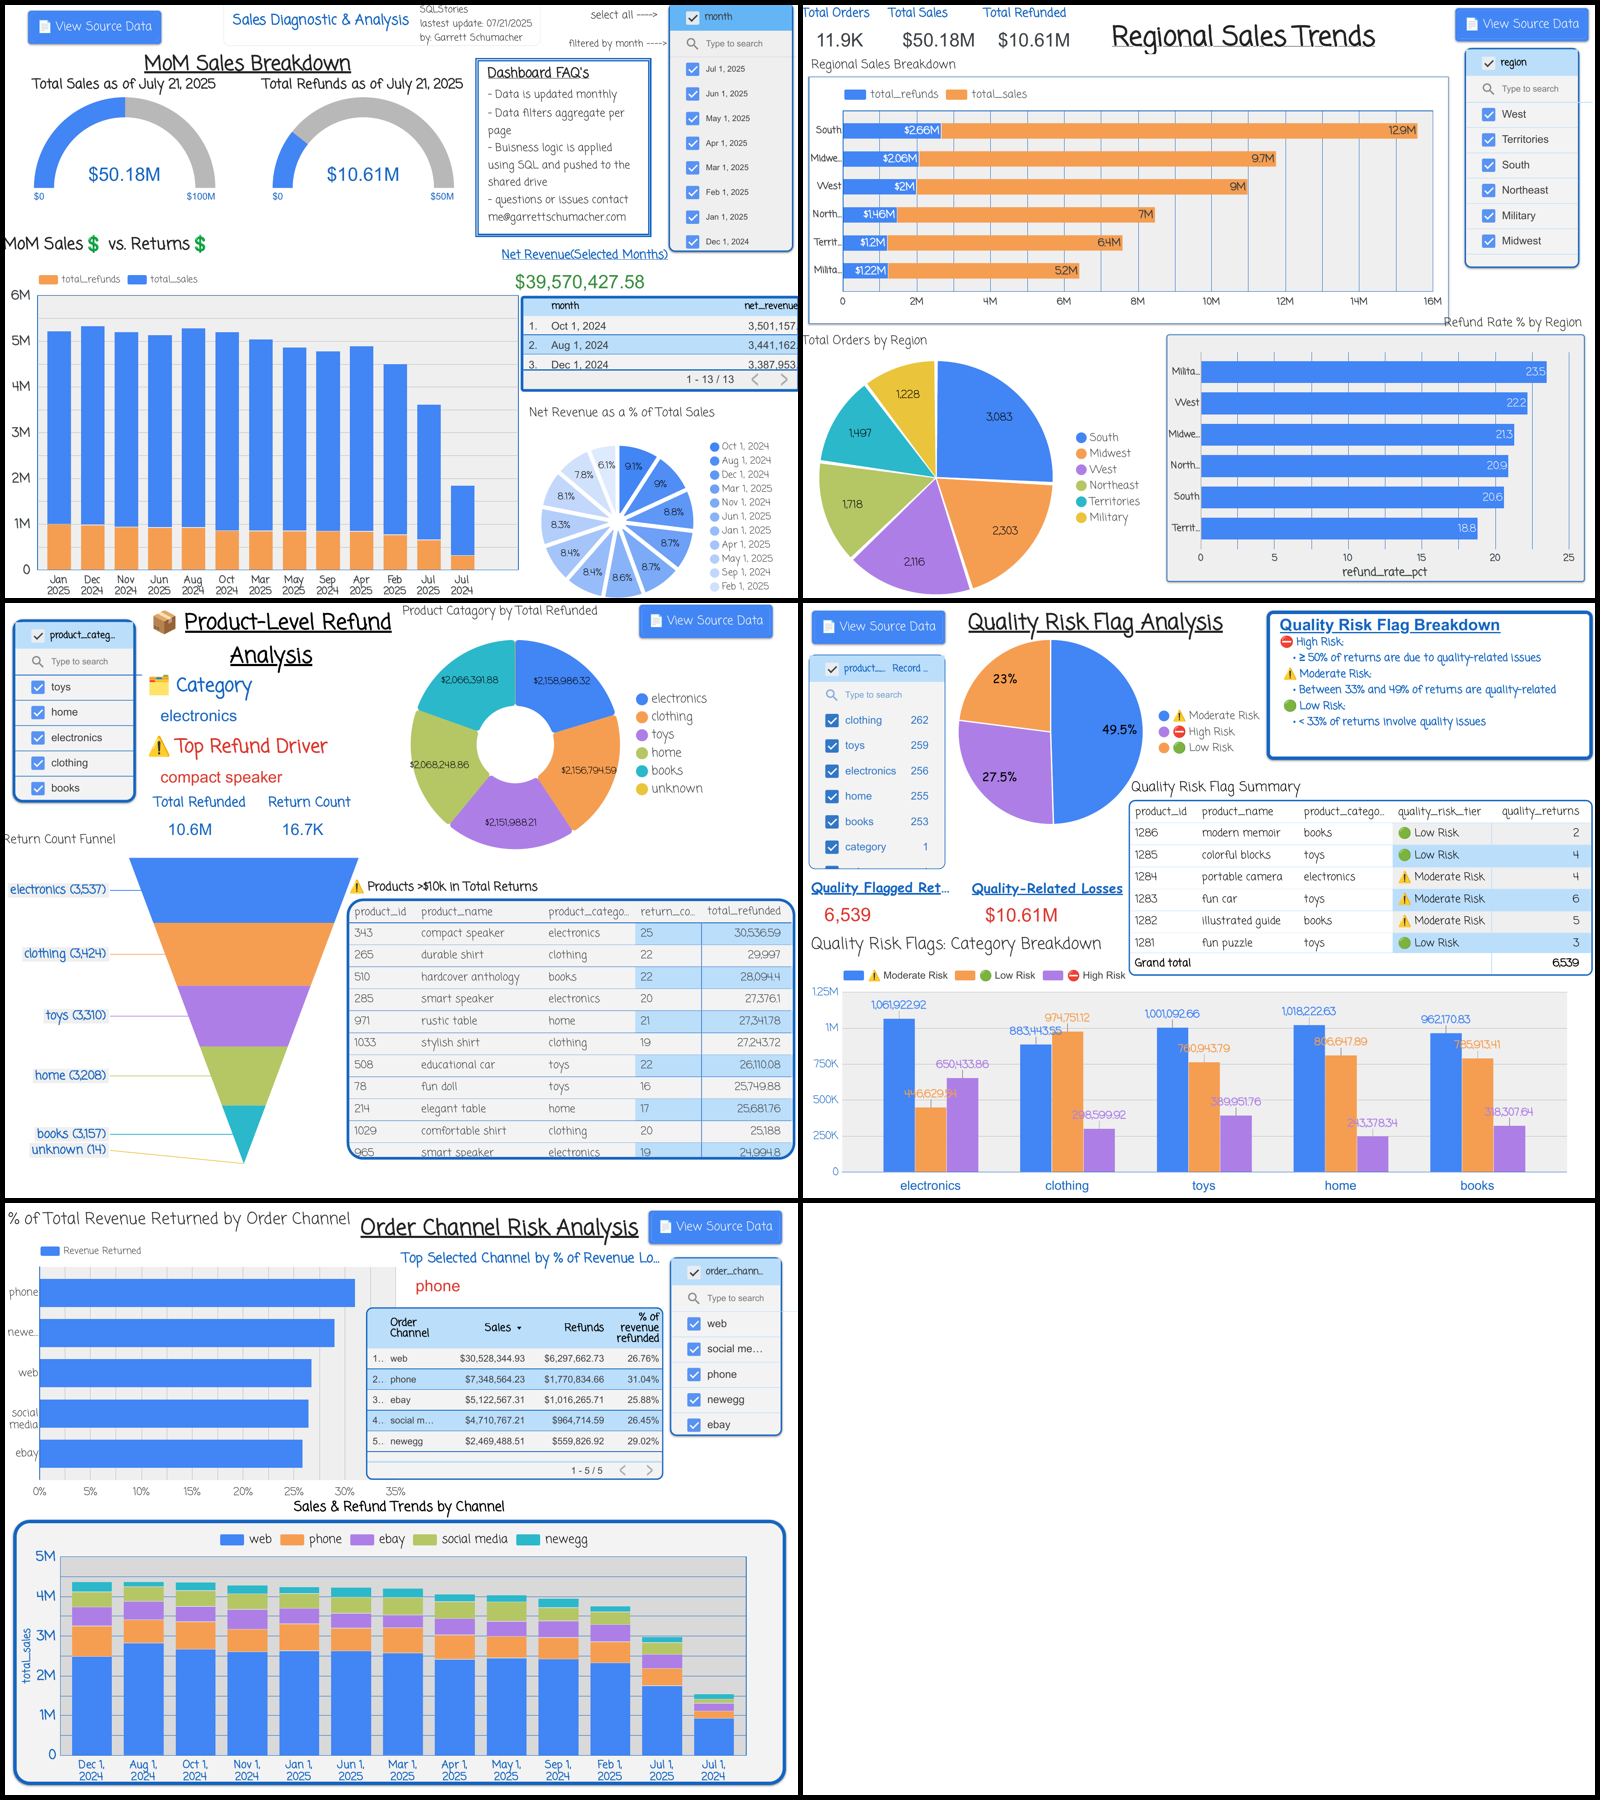 📄 View Source Data
Sales Diagnostic & Analysis
SQLStories
lastest update: 07/21/2025
by: Garrett Schumacher
select all ---->
filtered by month ---->
month
Type to search
Jul 1, 2025
Jun 1, 2025
May 1, 2025
Apr 1, 2025
Mar 1, 2025
Feb 1, 2025
Jan 1, 2025
Dec 1, 2024
MoM Sales Breakdown
Total Sales as of July 21, 2025
$50.18M
$0 $100M
Total Refunds as of July 21, 2025
$10.61M
$0 $50M
Dashboard FAQ's
- Data is updated monthly
- Data filters aggregate per
page
- Buisness logic is applied
using SQL and pushed to the
shared drive
- questions or issues contact
me@garrettschumacher.com
MoM Sales 💲 vs. Returns 💲
total_refunds total_sales
6M
5M
4M
3M
2M
1M
0
Jan 2025 Dec 2024 Nov 2024 Jun 2025 Aug 2024 Oct 2024 Mar 2025 May 2025 Sep 2024 Apr 2025 Feb 2025 Jul 2025 Jul 2024
Net Revenue(Selected Months)
$39,570,427.58
month net_revenue
1. Oct 1, 2024 3,501,157.
2. Aug 1, 2024 3,441,162.
3. Dec 1, 2024 3,387,953.
1 - 13 / 13
Net Revenue as a % of Total Sales
9.1%
9%
8.8%
8.7%
8.7%
8.6%
8.4%
8.4%
8.3%
8.1%
7.8%
6.1%
Oct 1, 2024
Aug 1, 2024
Dec 1, 2024
Mar 1, 2025
Nov 1, 2024
Jun 1, 2025
Jan 1, 2025
Apr 1, 2025
May 1, 2025
Sep 1, 2024
Feb 1, 2025
Total Orders Total Sales Total Refunded
11.9K $50.18M $10.61M
Regional Sales Trends
📄 View Source Data
region
Type to search
West
Territories
South
Northeast
Military
Midwest
Regional Sales Breakdown
total_refunds total_sales
South $2.66M 12.9M
Midwe... $2.06M 9.7M
West $2M 9M
North... $1.46M 7M
Territ... $1.2M 6.4M
Milita... $1.22M 5.2M
0 2M 4M 6M 8M 10M 12M 14M 16M
Total Orders by Region
3,083
2,303
2,116
1,718
1,497
1,228
South
Midwest
West
Northeast
Territories
Military
Refund Rate % by Region
Milita... 23.5
West 22.2
Midwe... 21.3
North... 20.9
South 20.6
Territ... 18.8
0 5 10 15 20 25
refund_rate_pct
product_categ...
Type to search
toys
home
electronics
clothing
books
📦 Product-Level Refund
Analysis
🗂️ Category
electronics
⚠️ Top Refund Driver
compact speaker
Total Refunded Return Count
10.6M 16.7K
Product Catagory by Total Refunded
📄 View Source Data
$2,158,986.32
$2,156,794.59
$2,151,988.21
$2,068,248.86
$2,066,391.88
electronics
clothing
toys
home
books
unknown
Return Count Funnel
electronics (3,537)
clothing (3,424)
toys (3,310)
home (3,208)
books (3,157)
unknown (14)
⚠️ Products >$10k in Total Returns
product_id product_name product_catego... return_co... total_refunded
343 compact speaker electronics 25 30,536.59
265 durable shirt clothing 22 29,997
510 hardcover anthology books 22 28,094.4
285 smart speaker electronics 20 27,376.1
971 rustic table home 21 27,341.78
1033 stylish shirt clothing 19 27,243.72
508 educational car toys 22 26,110.08
78 fun doll toys 16 25,749.88
214 elegant table home 17 25,681.76
1029 comfortable shirt clothing 20 25,188
965 smart speaker electronics 19 24,994.8
📄 View Source Data
Quality Risk Flag Analysis
product_... Record ...
Type to search
clothing 262
toys 259
electronics 256
home 255
books 253
category 1
23%
49.5%
27.5%
⚠️ Moderate Risk
⛔ High Risk
🟢 Low Risk
Quality Risk Flag Breakdown
⛔ High Risk:
• ≥ 50% of returns are due to quality-related issues
⚠️ Moderate Risk:
• Between 33% and 49% of returns are quality-related
🟢 Low Risk:
• < 33% of returns involve quality issues
Quality Risk Flag Summary
product_id product_name product_catego... quality_risk_tier quality_returns
1286 modern memoir books 🟢 Low Risk 2
1285 colorful blocks toys 🟢 Low Risk 4
1284 portable camera electronics ⚠️ Moderate Risk 4
1283 fun car toys ⚠️ Moderate Risk 6
1282 illustrated guide books ⚠️ Moderate Risk 5
1281 fun puzzle toys 🟢 Low Risk 3
Grand total 6,539
Quality Flagged Ret... Quality-Related Losses
6,539 $10.61M
Quality Risk Flags: Category Breakdown
⚠️ Moderate Risk 🟢 Low Risk ⛔ High Risk
1.25M
1M
750K
500K
250K
0
1,061,922.92 650,433.86
883,443.55 974,751.12 298,599.92
1,001,092.66 760,943.79 389,951.76
1,018,222.63 806,647.89 243,378.34
962,170.83 785,913.41 318,307.64
electronics clothing toys home books
% of Total Revenue Returned by Order Channel
Order Channel Risk Analysis
📄 View Source Data
Revenue Returned
phone
newe...
web
social media
ebay
0% 5% 10% 15% 20% 25% 30% 35%
Top Selected Channel by % of Revenue Lo...
phone
Order Channel Sales Refunds % of revenue refunded
1.. web $30,528,344.93 $6,297,662.73 26.76%
2.. phone $7,348,564.23 $1,770,834.66 31.04%
3.. ebay $5,122,567.31 $1,016,265.71 25.88%
4.. social m... $4,710,767.21 $964,714.59 26.45%
5.. newegg $2,469,488.51 $559,826.92 29.02%
1 - 5 / 5
order_chann...
Type to search
web
social me...
phone
newegg
ebay
Sales & Refund Trends by Channel
web phone ebay social media newegg
total_sales
5M
4M
3M
2M
1M
0
Dec 1, 2024 Aug 1, 2024 Oct 1, 2024 Nov 1, 2024 Jan 1, 2025 Jun 1, 2025 Mar 1, 2025 Apr 1, 2025 May 1, 2025 Sep 1, 2024 Feb 1, 2025 Jul 1, 2025 Jul 1, 2024